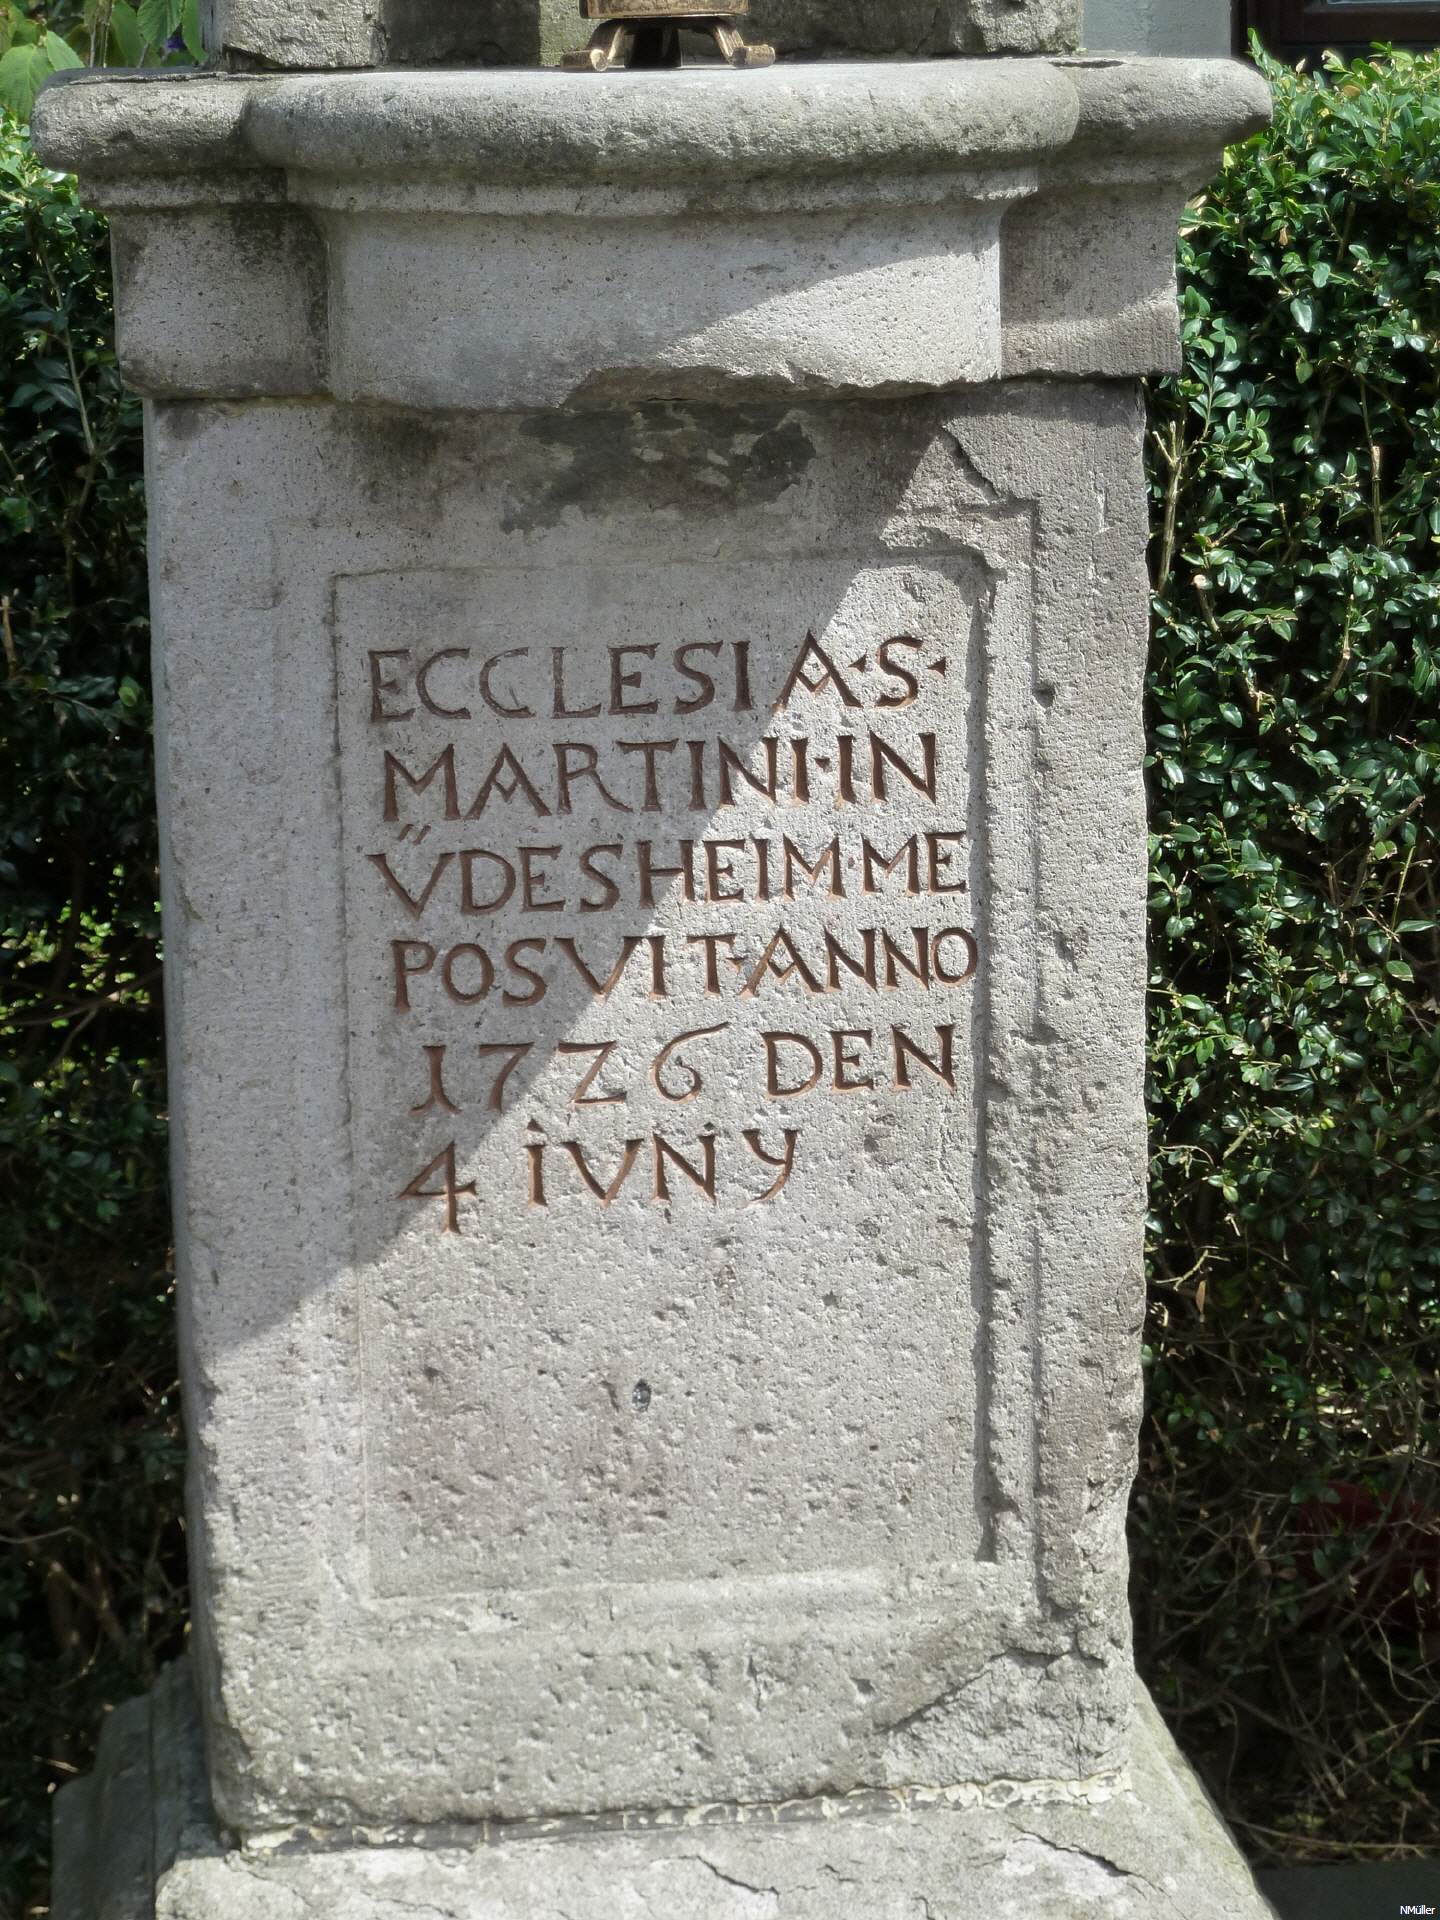 ECCLESIA·S·
MARTINI·IN
ṺDESHEIM·ME
POSVIT·ANNO
1726 DEN
4 iVNY
NMüller